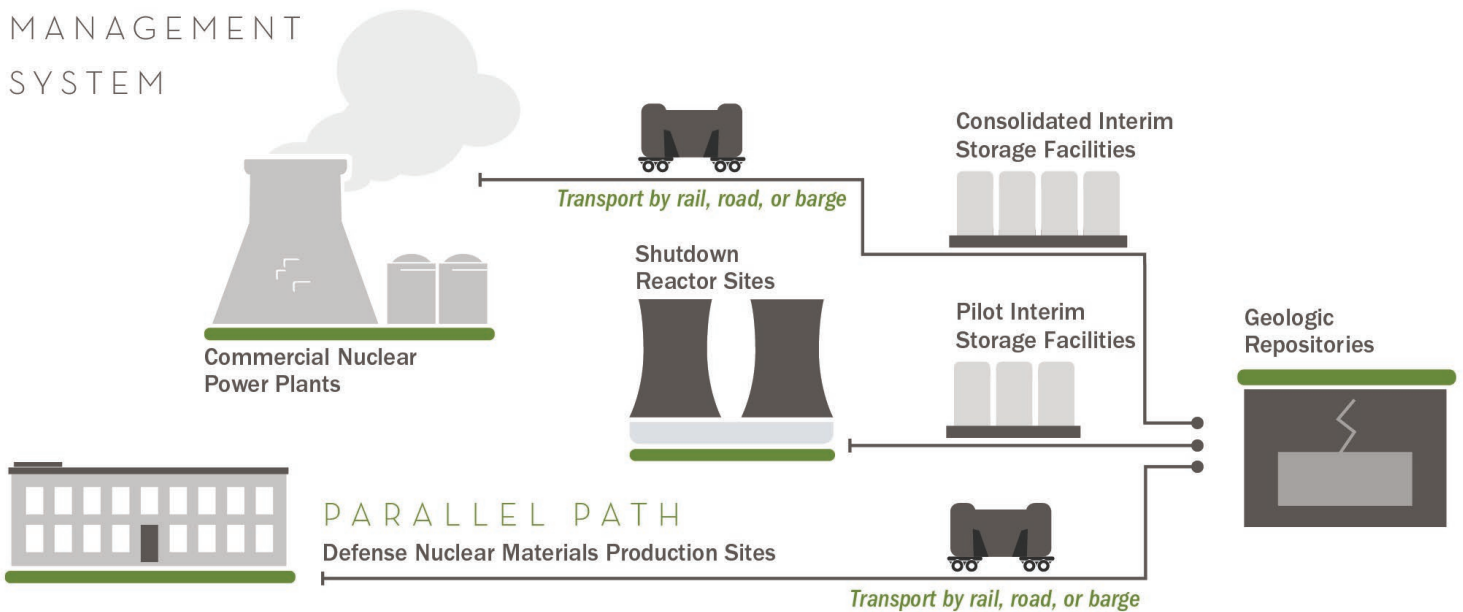 MANAGEMENT
SYSTEM
Transport by rail, road, or barge
Consolidated Interim
Storage Facilities
Shutdown
Reactor Sites
Commercial Nuclear
Power Plants
Pilot Interim
Storage Facilities
Geologic
Repositories
PARALLEL PATH
Defense Nuclear Materials Production Sites
Transport by rail, road, or barge